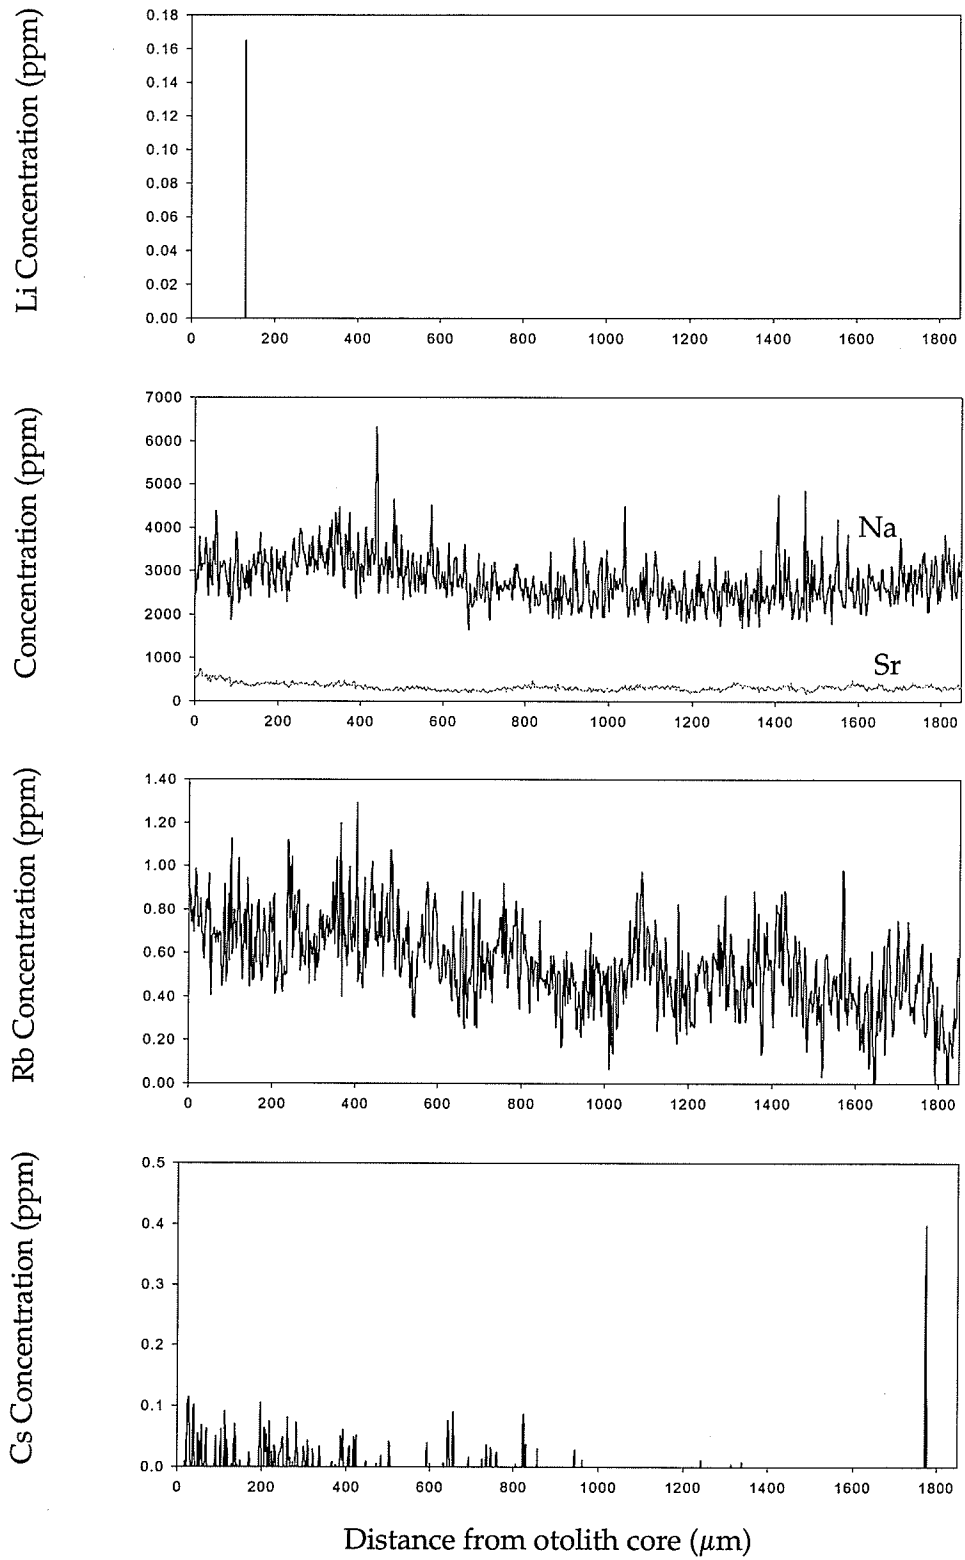 Li Concentration (ppm)
0.18
0.16
0.14
0.12
0.10
0.08
0.06
0.04
0.02
0.00
0 200 400 600 800 1000 1200 1400 1600 1800
Concentration (ppm)
7000
6000
5000
4000
3000
2000
1000
0
Na
Sr
0 200 400 600 800 1000 1200 1400 1600 1800
Rb Concentration (ppm)
1.40
1.20
1.00
0.80
0.60
0.40
0.20
0.00
0 200 400 600 800 1000 1200 1400 1600 1800
Cs Concentration (ppm)
0.5
0.4
0.3
0.2
0.1
0.0
0 200 400 600 800 1000 1200 1400 1600 1800
Distance from otolith core (μm)